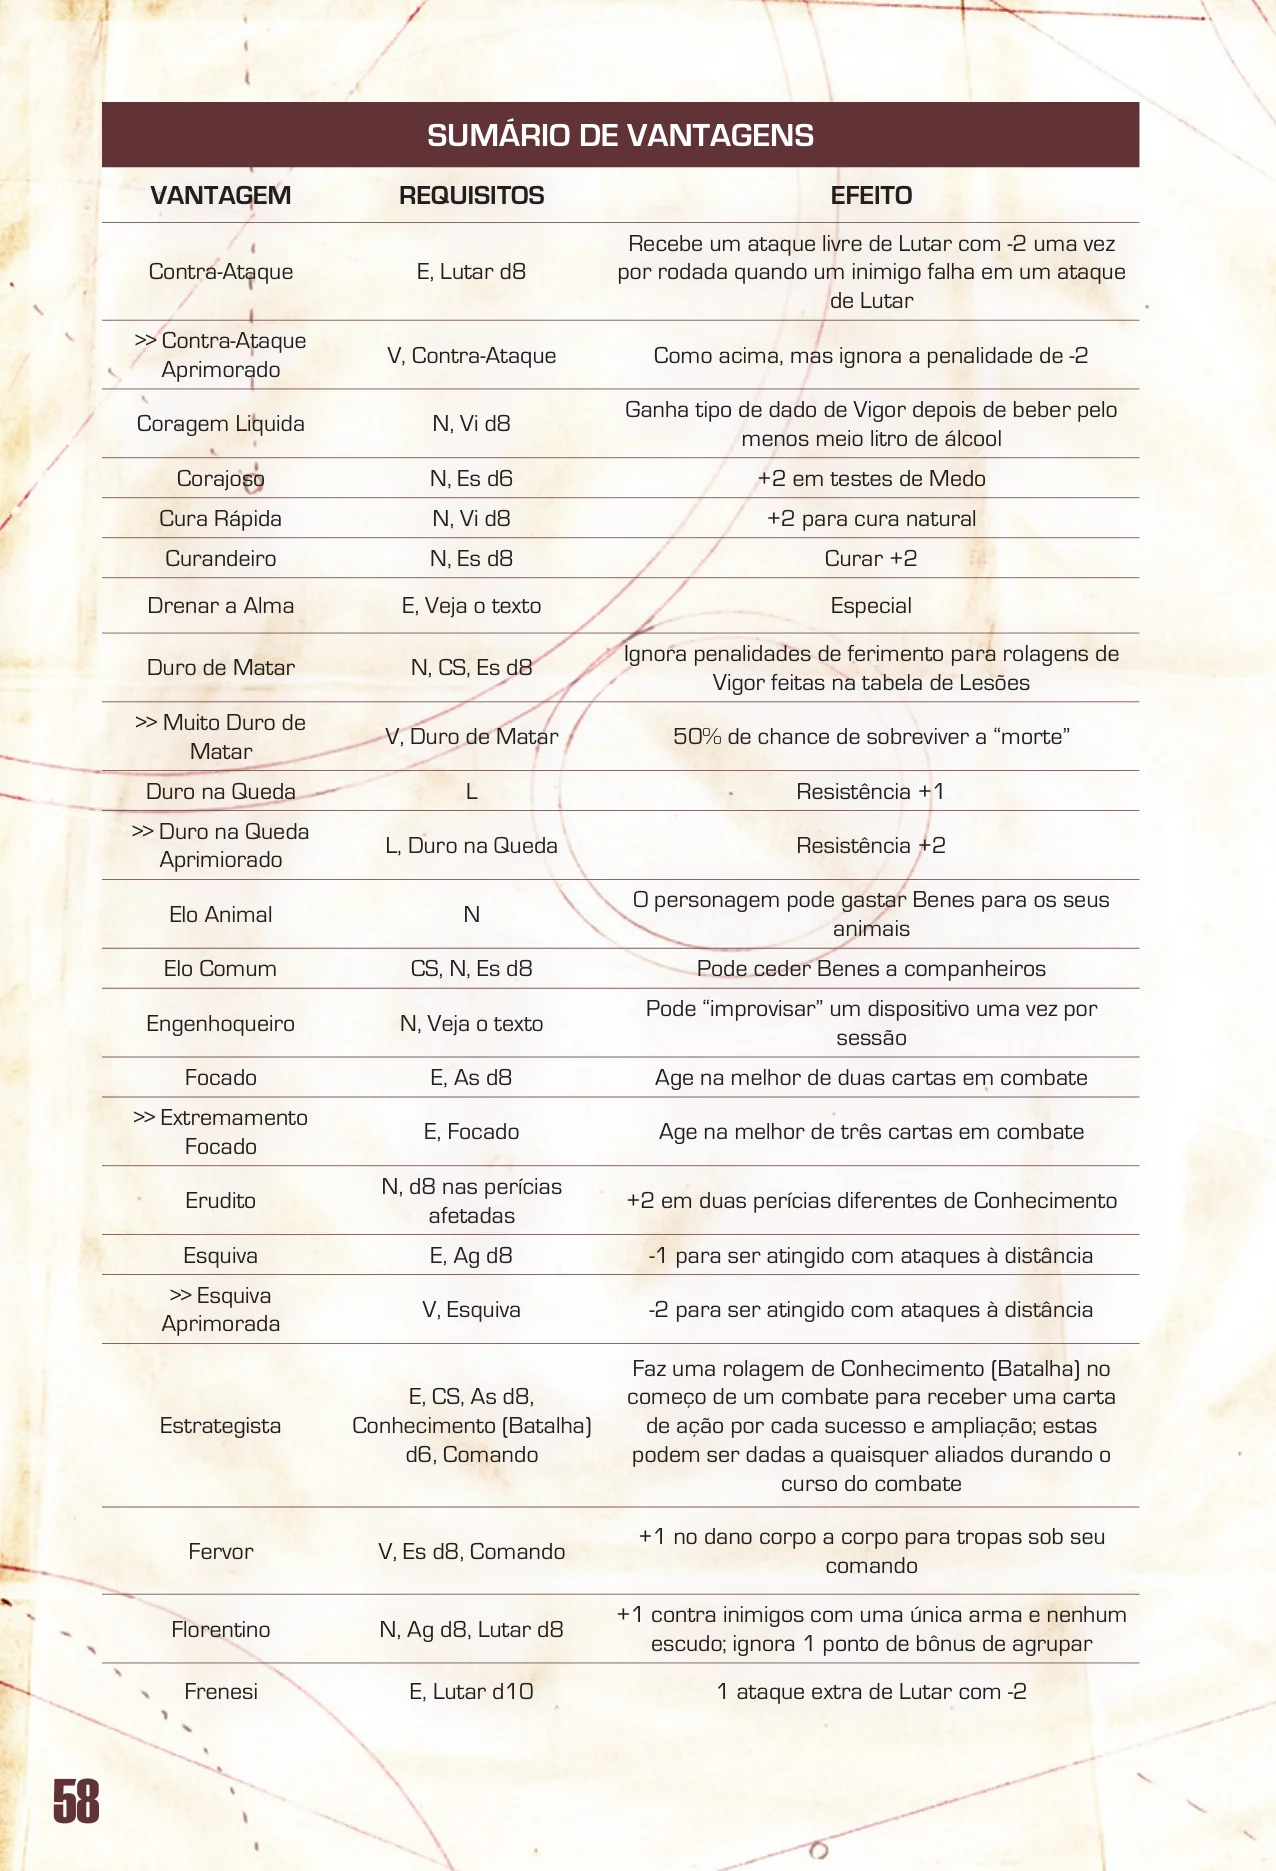 SUMÁRIO DE VANTAGENS
VANTAGEM REQUISITOS EFEITO
Contra-Ataque E, Lutar d8 Recebe um ataque livre de Lutar com -2 uma vez
por rodada quando um inimigo falha em um ataque
de Lutar
>> Contra-Ataque
Aprimorado V, Contra-Ataque Como acima, mas ignora a penalidade de -2
Coragem Liquida N, Vi d8 Ganha tipo de dado de Vigor depois de beber pelo
menos meio litro de álcool
Corajoso N, Es d6 +2 em testes de Medo
Cura Rápida N, Vi d8 +2 para cura natural
Curandeiro N, Es d8 Curar +2
Drenar a Alma E, Veja o texto Especial
Duro de Matar N, CS, Es d8 Ignora penalidades de ferimento para rolagens de
Vigor feitas na tabela de Lesões
>> Muito Duro de
Matar V, Duro de Matar 50% de chance de sobreviver a “morte”
Duro na Queda L Resistência +1
>> Duro na Queda
Aprimiorado L, Duro na Queda Resistência +2
Elo Animal N O personagem pode gastar Benes para os seus
animais
Elo Comum CS, N, Es d8 Pode ceder Benes a companheiros
Engenhoqueiro N, Veja o texto Pode “improvisar” um dispositivo uma vez por
sessão
Focado E, As d8 Age na melhor de duas cartas em combate
>> Extremamento
Focado E, Focado Age na melhor de três cartas em combate
Erudito N, d8 nas perícias
afetadas +2 em duas perícias diferentes de Conhecimento
Esquiva E, Ag d8 -1 para ser atingido com ataques à distância
>> Esquiva
Aprimorada V, Esquiva -2 para ser atingido com ataques à distância
Estrategista E, CS, As d8,
Conhecimento (Batalha)
d6, Comando Faz uma rolagem de Conhecimento (Batalha) no
começo de um combate para receber uma carta
de ação por cada sucesso e ampliação; estas
podem ser dadas a quaisquer aliados durando o
curso do combate
Fervor V, Es d8, Comando +1 no dano corpo a corpo para tropas sob seu
comando
Florentino N, Ag d8, Lutar d8 +1 contra inimigos com uma única arma e nenhum
escudo; ignora 1 ponto de bônus de agrupar
Frenesi E, Lutar d10 1 ataque extra de Lutar com -2
58